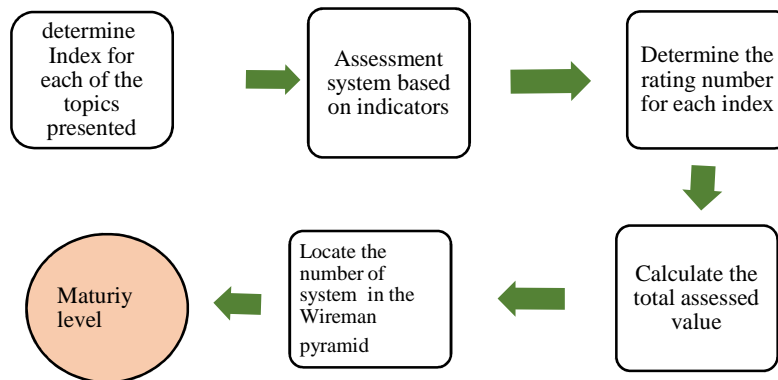 determine
Index for
each of the
topics
presented
Assessment
system based
on indicators
Determine the
rating number
for each index
Calculate the
total assessed
value
Locate the
number of
system in the
Wireman
pyramid
Maturiy
level